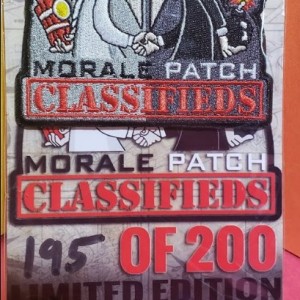 MORALE PATCH
CLASSIFIEDS
MORALE PATCH
CLASSIFIEDS
195 OF 200
LIMITED EDITION